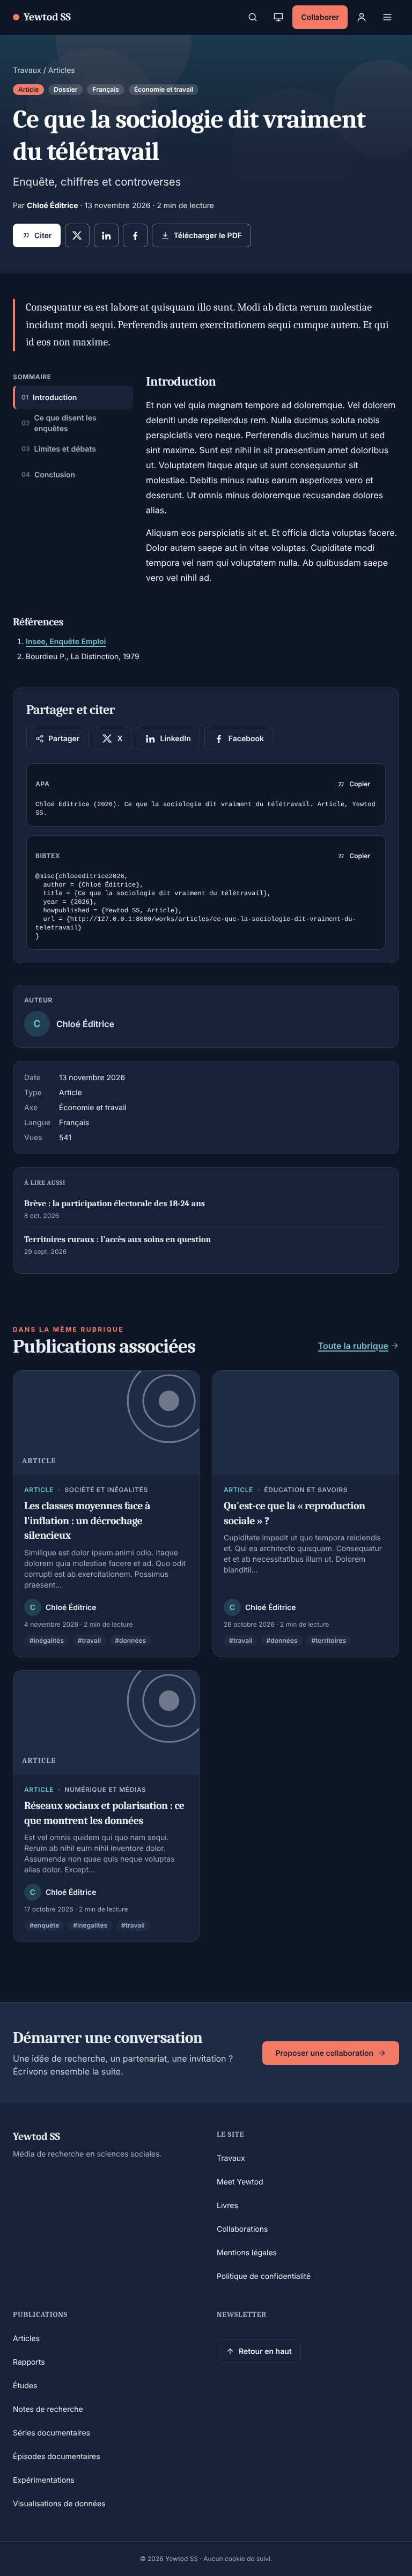 Yewtod SS
Collaborer
Travaux / Articles
Article Dossier Français Économie et travail
Ce que la sociologie dit vraiment
du télétravail
Enquête, chiffres et controverses
Par Chloé Éditrice · 13 novembre 2026 · 2 min de lecture
Citer
Télécharger le PDF
Consequatur ea est labore at quisquam illo sunt. Modi ab dicta rerum molestiae
incidunt modi sequi. Perferendis autem exercitationem sequi cumque autem. Et qui
id eos non maxime.
SOMMAIRE
01 Introduction
02 Ce que disent les
enquêtes
03 Limites et débats
04 Conclusion
Introduction
Et non vel quia magnam tempore ad doloremque. Vel dolorem
deleniti unde repellendus rem. Nulla ducimus soluta nobis
perspiciatis vero neque. Perferendis ducimus harum ut sed
sint maxime. Sunt est nihil in sit praesentium amet doloribus
ut. Voluptatem itaque atque ut sunt consequuntur sit
molestiae. Debitis minus natus earum asperiores vero et
deserunt. Ut omnis minus doloremque recusandae dolores
alias.
Aliquam eos perspiciatis sit et. Et officia dicta voluptas facere.
Dolor autem saepe aut in vitae voluptas. Cupiditate modi
tempora vel nam qui voluptatem nulla. Ab quibusdam saepe
vero vel nihil ad.
Références
1. Insee, Enquête Emploi
2. Bourdieu P., La Distinction, 1979
Partager et citer
Partager
X
LinkedIn
Facebook
APA
Copier
Chloé Éditrice (2026). Ce que la sociologie dit vraiment du télétravail. Article, Yewtod
SS.
BIBTEX
Copier
@misc{chloeeditrice2026,
author = {Chloé Éditrice},
title = {Ce que la sociologie dit vraiment du télétravail},
year = {2026},
howpublished = {Yewtod SS, Article},
url = {http://127.0.0.1:8000/works/articles/ce-que-la-sociologie-dit-vraiment-du-
teletravail}
}
AUTEUR
C
Chloé Éditrice
Date 13 novembre 2026
Type Article
Axe Économie et travail
Langue Français
Vues 541
À LIRE AUSSI
Brève : la participation électorale des 18-24 ans
8 oct. 2026
Territoires ruraux : l'accès aux soins en question
29 sept. 2026
DANS LA MÊME RUBRIQUE
Publications associées
Toute la rubrique →
ARTICLE
ARTICLE · SOCIÉTÉ ET INÉGALITÉS
Les classes moyennes face à
l'inflation : un décrochage
silencieux
Similique est dolor ipsum animi odio. Itaque
dolorem quia molestiae facere et ad. Quo odit
corrupti est ab exercitationem. Possimus
praesent…
C
Chloé Éditrice
4 novembre 2026 · 2 min de lecture
#inégalités #travail #données
ARTICLE · ÉDUCATION ET SAVOIRS
Qu'est-ce que la « reproduction
sociale » ?
Cupiditate impedit ut quo tempora reiciendis
et. Qui ea architecto quisquam. Consequatur
et et ab necessitatibus illum ut. Dolorem
blanditii…
C
Chloé Éditrice
26 octobre 2026 · 2 min de lecture
#travail #données #territoires
ARTICLE
ARTICLE · NUMÉRIQUE ET MÉDIAS
Réseaux sociaux et polarisation : ce
que montrent les données
Est vel omnis quidem qui quo nam sequi.
Rerum ab nihil eum nihil inventore dolor.
Assumenda non quae quis neque voluptas
alias dolor. Except…
C
Chloé Éditrice
17 octobre 2026 · 2 min de lecture
#enquête #inégalités #travail
Démarrer une conversation
Une idée de recherche, un partenariat, une invitation ?
Écrivons ensemble la suite.
Proposer une collaboration →
Yewtod SS
Média de recherche en sciences sociales.
LE SITE
Travaux
Meet Yewtod
Livres
Collaborations
Mentions légales
Politique de confidentialité
PUBLICATIONS
Articles
Rapports
Études
Notes de recherche
Séries documentaires
Épisodes documentaires
Expérimentations
Visualisations de données
NEWSLETTER
↑ Retour en haut
© 2026 Yewtod SS · Aucun cookie de suivi.